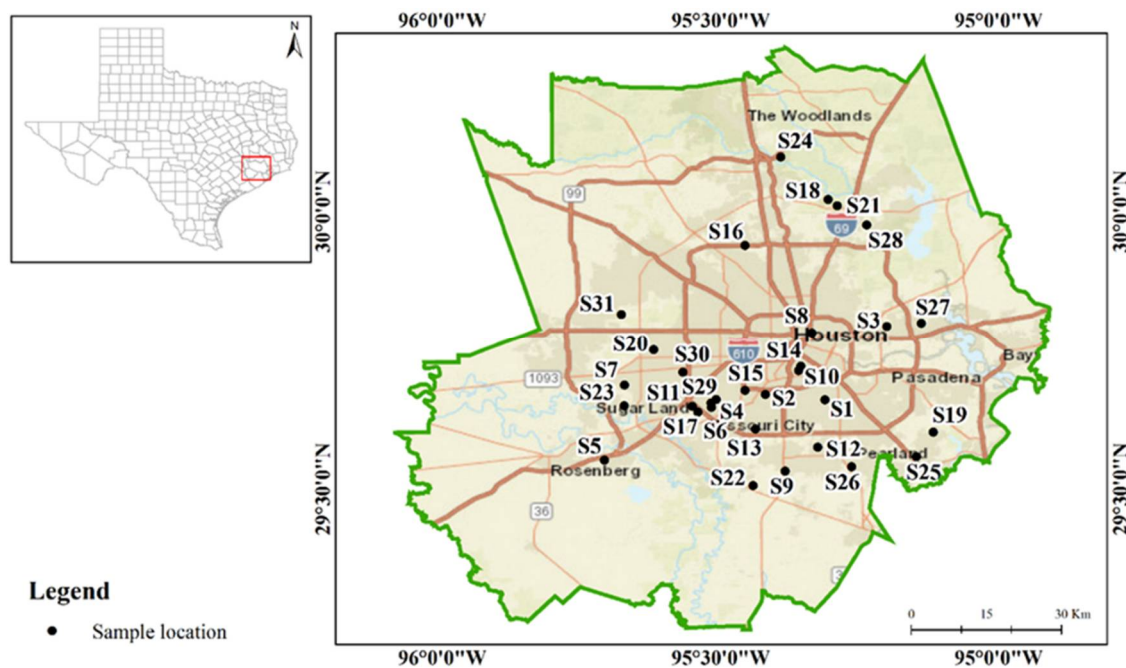 96°0'0"W 95°30'0"W 95°0'0"W
N
The Woodlands
S24
99
S18
S21
30°0'0"N
30°0'0"N
69
S16
S28
S31
S8
S3
S27
Houston
S20
S30
610
S14
Bay
1093
S7
S15
S10
Pasadena
S23
S11
S29
S2
Sugar Land
S4
S1
S19
S17
S6
ssouri City
S13
S12
Pearland
S5
Rosenberg
S22
S9
S26
S25
29°30'0"N
29°30'0"N
36
Legend
Sample location
0 15 30 Km
96°0'0"W 95°30'0"W 95°0'0"W